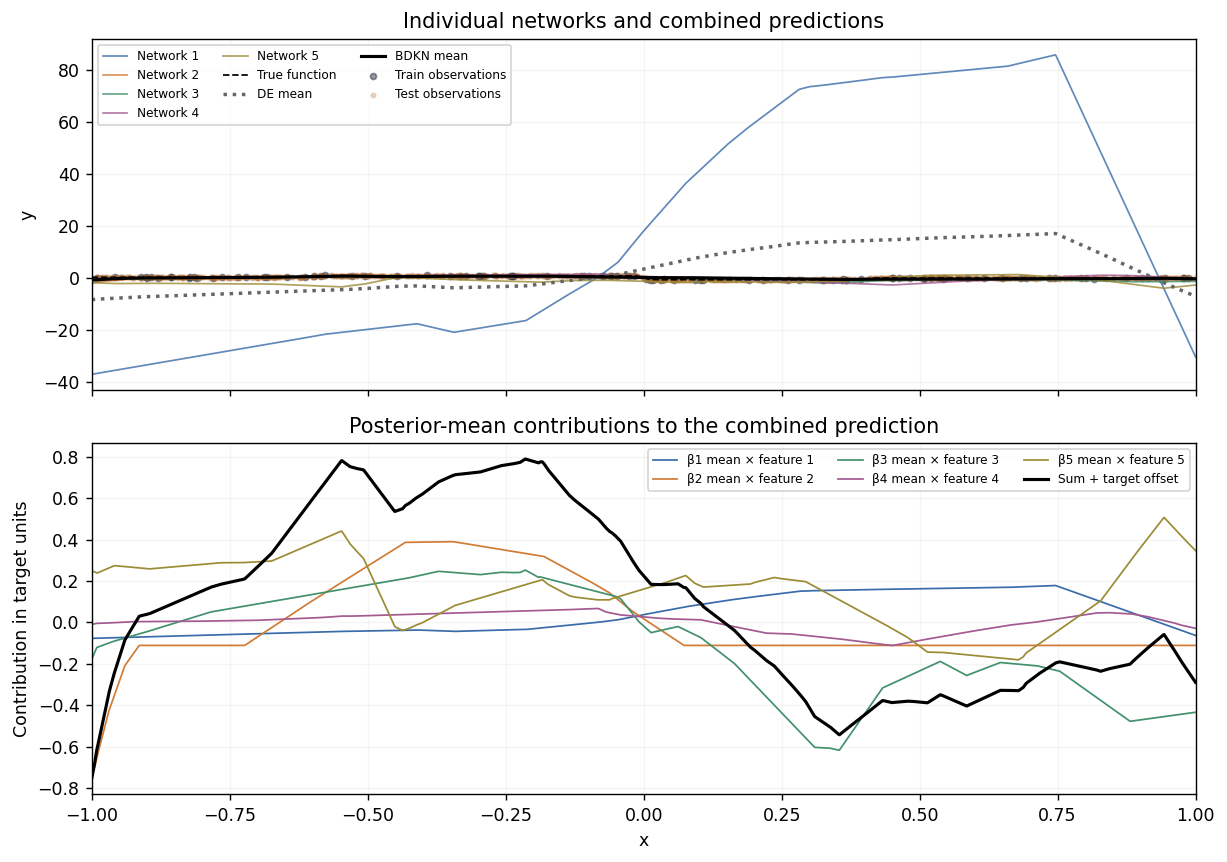 Individual networks and combined predictions
Network 1
Network 2
Network 3
Network 4
Network 5
True function
DE mean
BDKN mean
Train observations
Test observations
y
80
60
40
20
0
−20
−40
Posterior-mean contributions to the combined prediction
β1 mean × feature 1
β2 mean × feature 2
β3 mean × feature 3
β4 mean × feature 4
β5 mean × feature 5
Sum + target offset
Contribution in target units
0.8
0.6
0.4
0.2
0.0
−0.2
−0.4
−0.6
−0.8
−1.00
−0.75
−0.50
−0.25
0.00
0.25
0.50
0.75
1.00
x